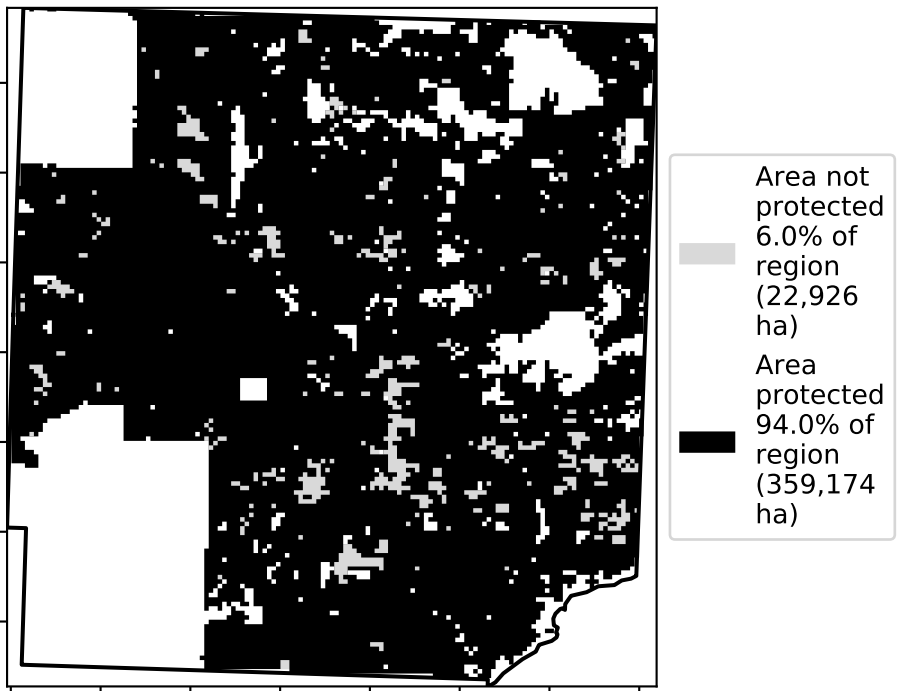 Area not
protected
6.0% of
region
(22,926
ha)
Area
protected
94.0% of
region
(359,174
ha)